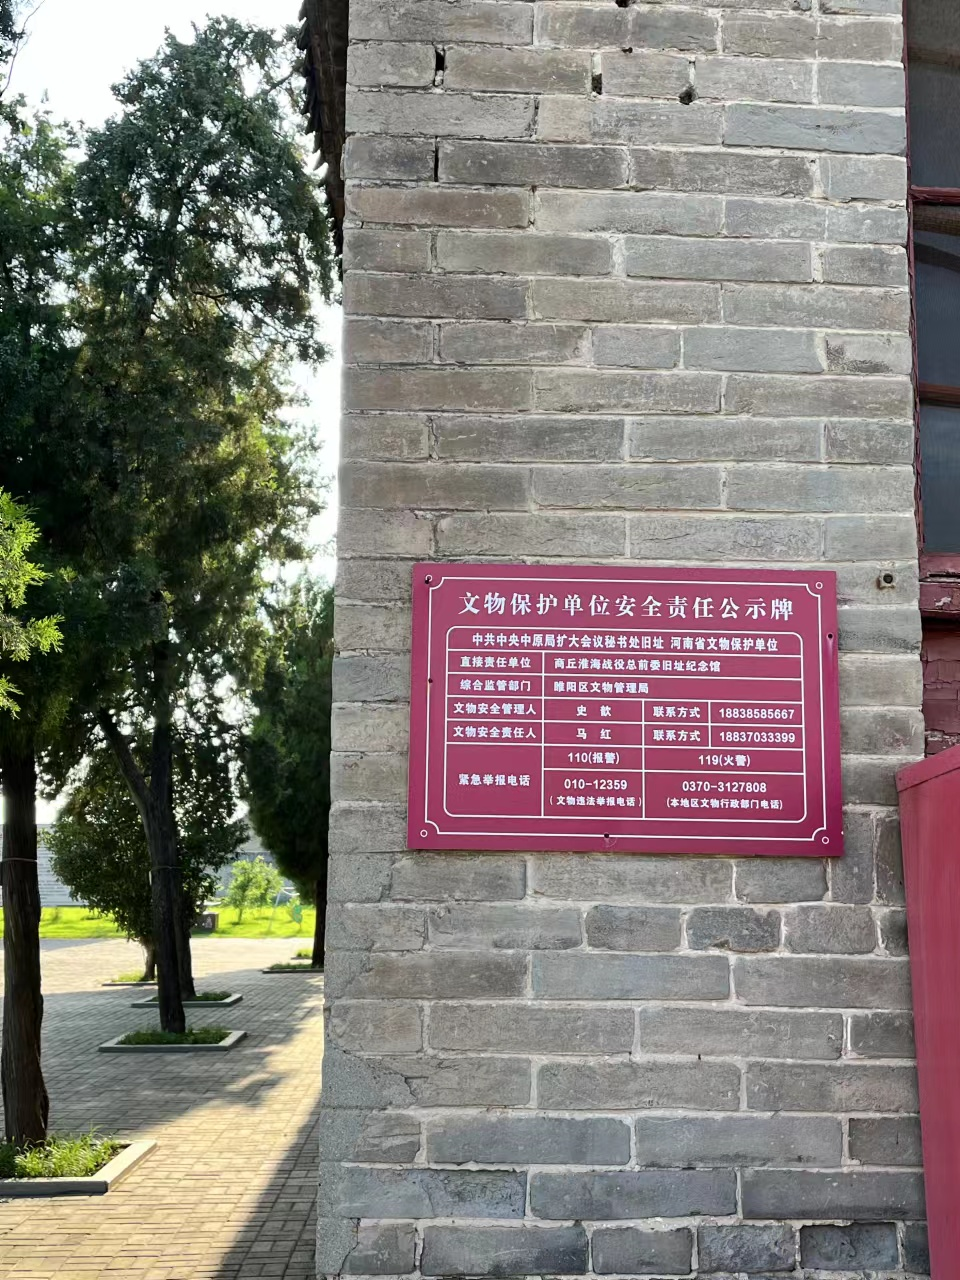 文物保护单位安全责任公示牌
中共中央中原局扩大会议秘书处旧址 河南省文物保护单位
直接责任单位 商丘淮海战役总前委旧址纪念馆
综合监管部门 睢阳区文物管理局
文物安全管理人 史 歆 联系方式 18838585667
文物安全责任人 马 红 联系方式 18837033399
紧急举报电话 110(报警) 119(火警)
010-12359 0370-3127808
(文物违法举报电话) (本地区文物行政部门电话)